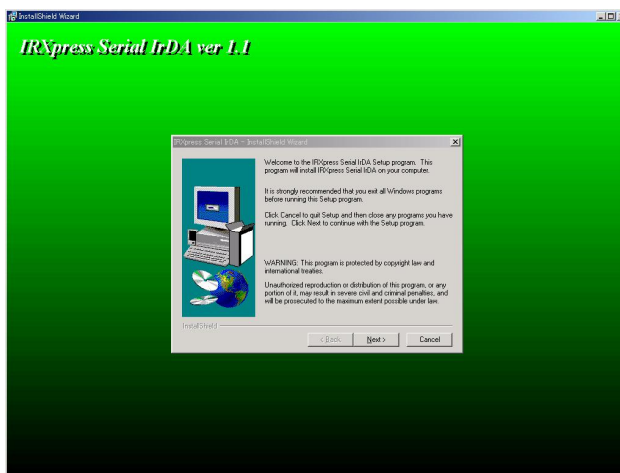 InstallShield Wizard
IRXpress Serial IrDA ver 1.1
IRXpress Serial IrDA - InstallShield Wizard
Welcome to the IRXpress Serial IrDA Setup program. This
program will install IRXpress Serial IrDA on your computer.
It is strongly recommended that you exit all Windows programs
before running this Setup program.
Click Cancel to quit Setup and then close any programs you have
running. Click Next to continue with the Setup program.
WARNING: This program is protected by copyright law and
international treaties.
Unauthorized reproduction or distribution of this program, or any
portion of it, may result in severe civil and criminal penalties, and
will be prosecuted to the maximum extent possible under law.
InstallShield
< Back Next > Cancel